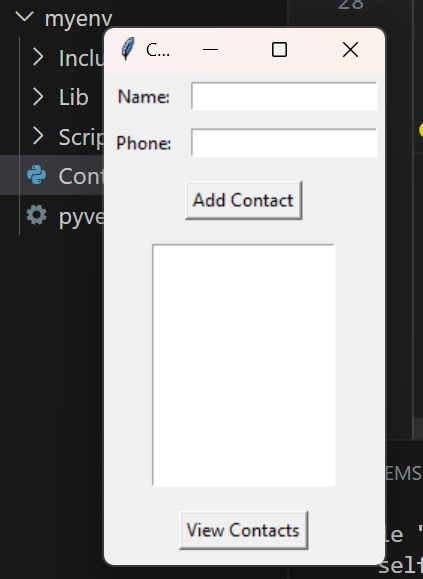 myenv
28
Inclu
C...
Name:
Lib
Phone:
Scrip
Cont
Add Contact
pyve
EMS
View Contacts
le '
self